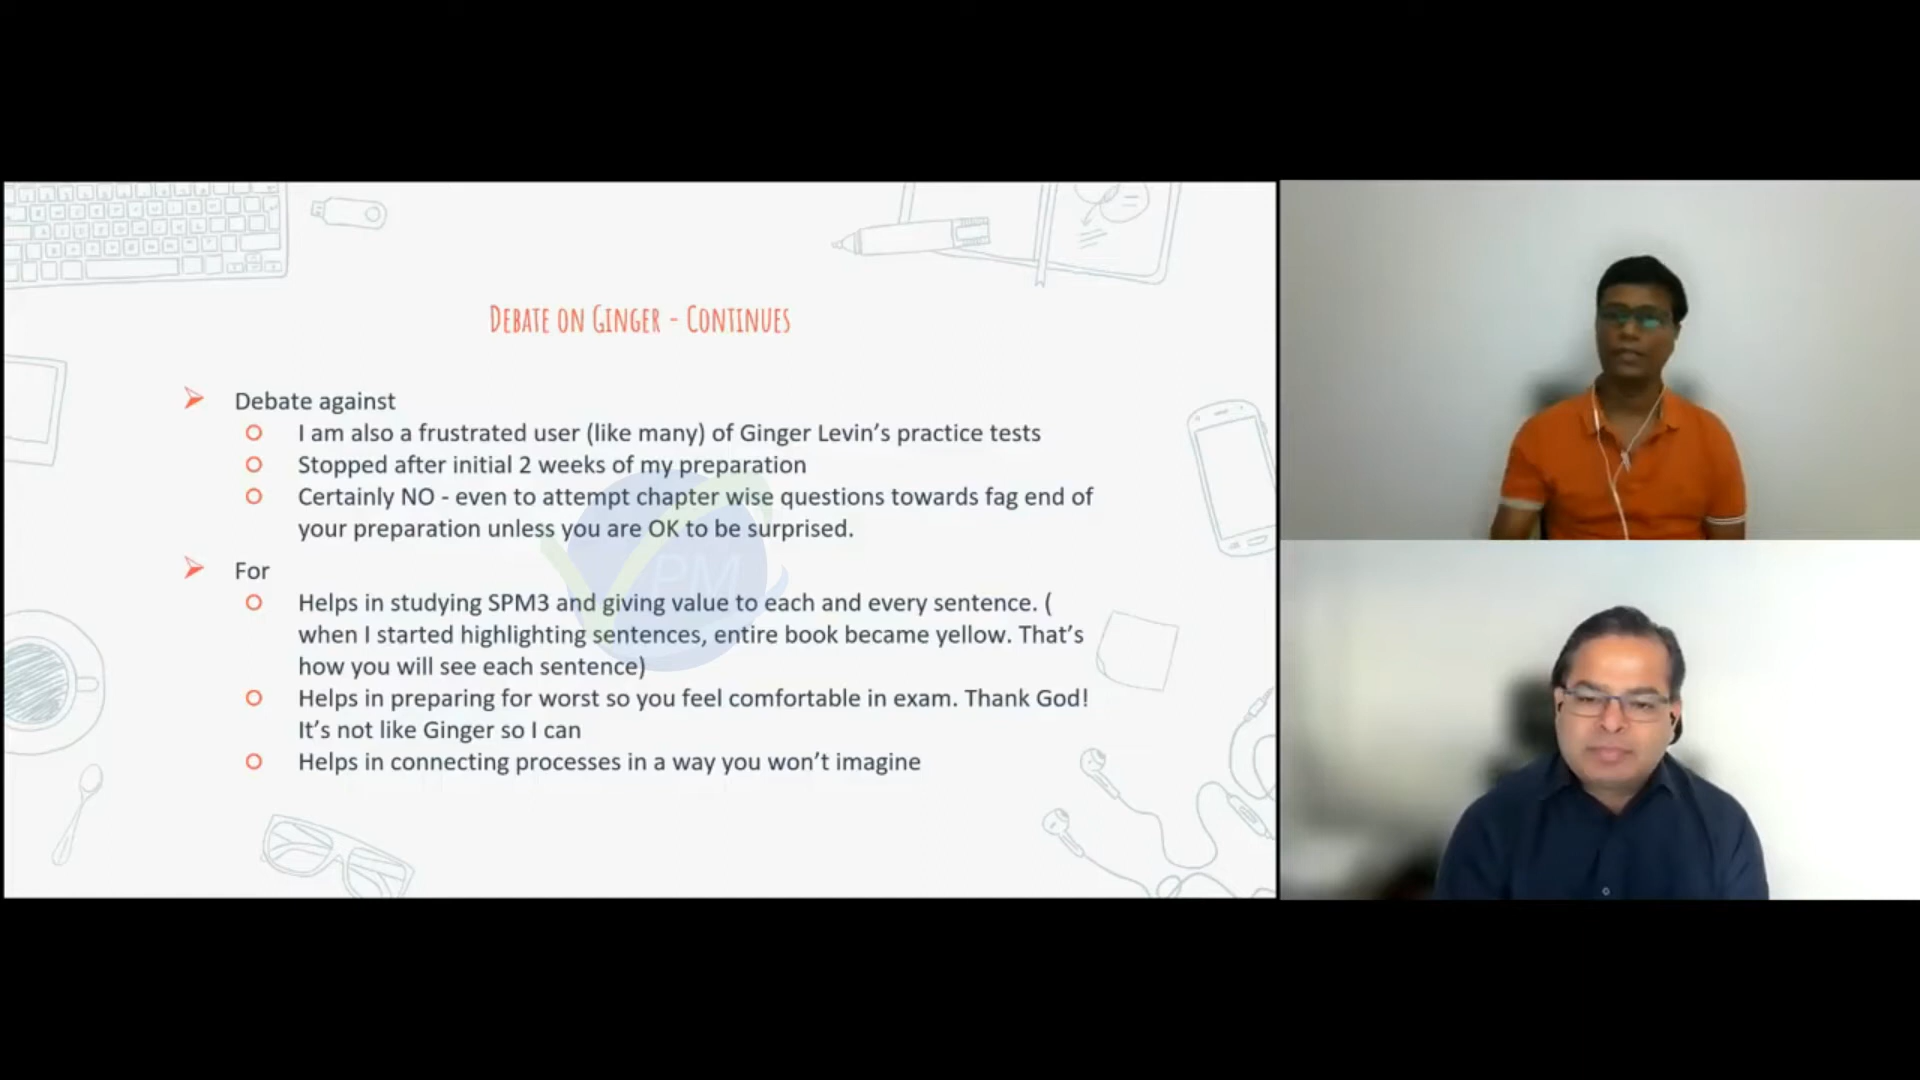 DEBATE ON GINGER - CONTINUES
Debate against
I am also a frustrated user (like many) of Ginger Levin’s practice tests
Stopped after initial 2 weeks of my preparation
Certainly NO - even to attempt chapter wise questions towards fag end of
your preparation unless you are OK to be surprised.
For
Helps in studying SPM3 and giving value to each and every sentence. (
when I started highlighting sentences, entire book became yellow. That’s
how you will see each sentence)
Helps in preparing for worst so you feel comfortable in exam. Thank God!
It’s not like Ginger so I can
Helps in connecting processes in a way you won’t imagine
PM